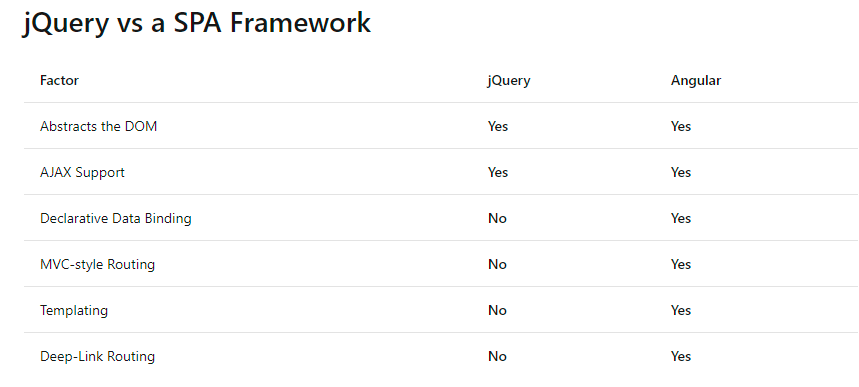 jQuery vs a SPA Framework
Factor jQuery Angular
Abstracts the DOM Yes Yes
AJAX Support Yes Yes
Declarative Data Binding No Yes
MVC-style Routing No Yes
Templating No Yes
Deep-Link Routing No Yes